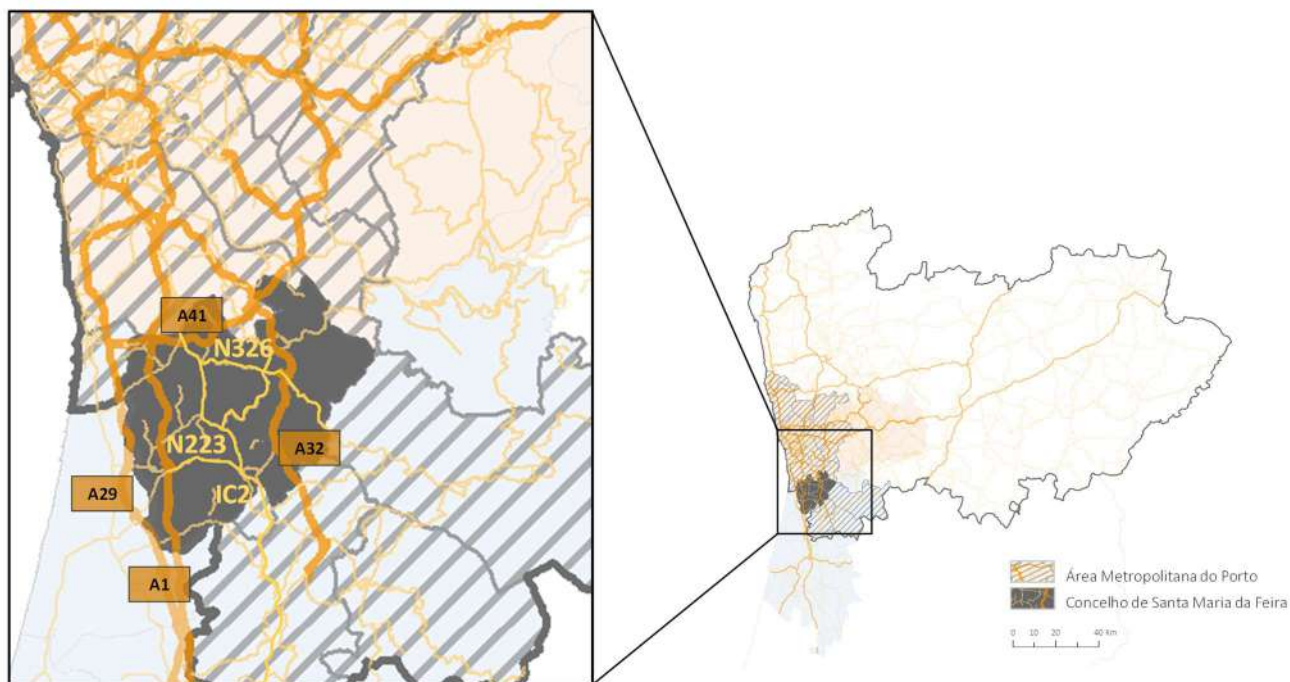 A41
N326
N223
A32
A29
IC2
A1
Área Metropolitana do Porto
Concelho de Santa Maria da Feira
0 10 20 40 Km